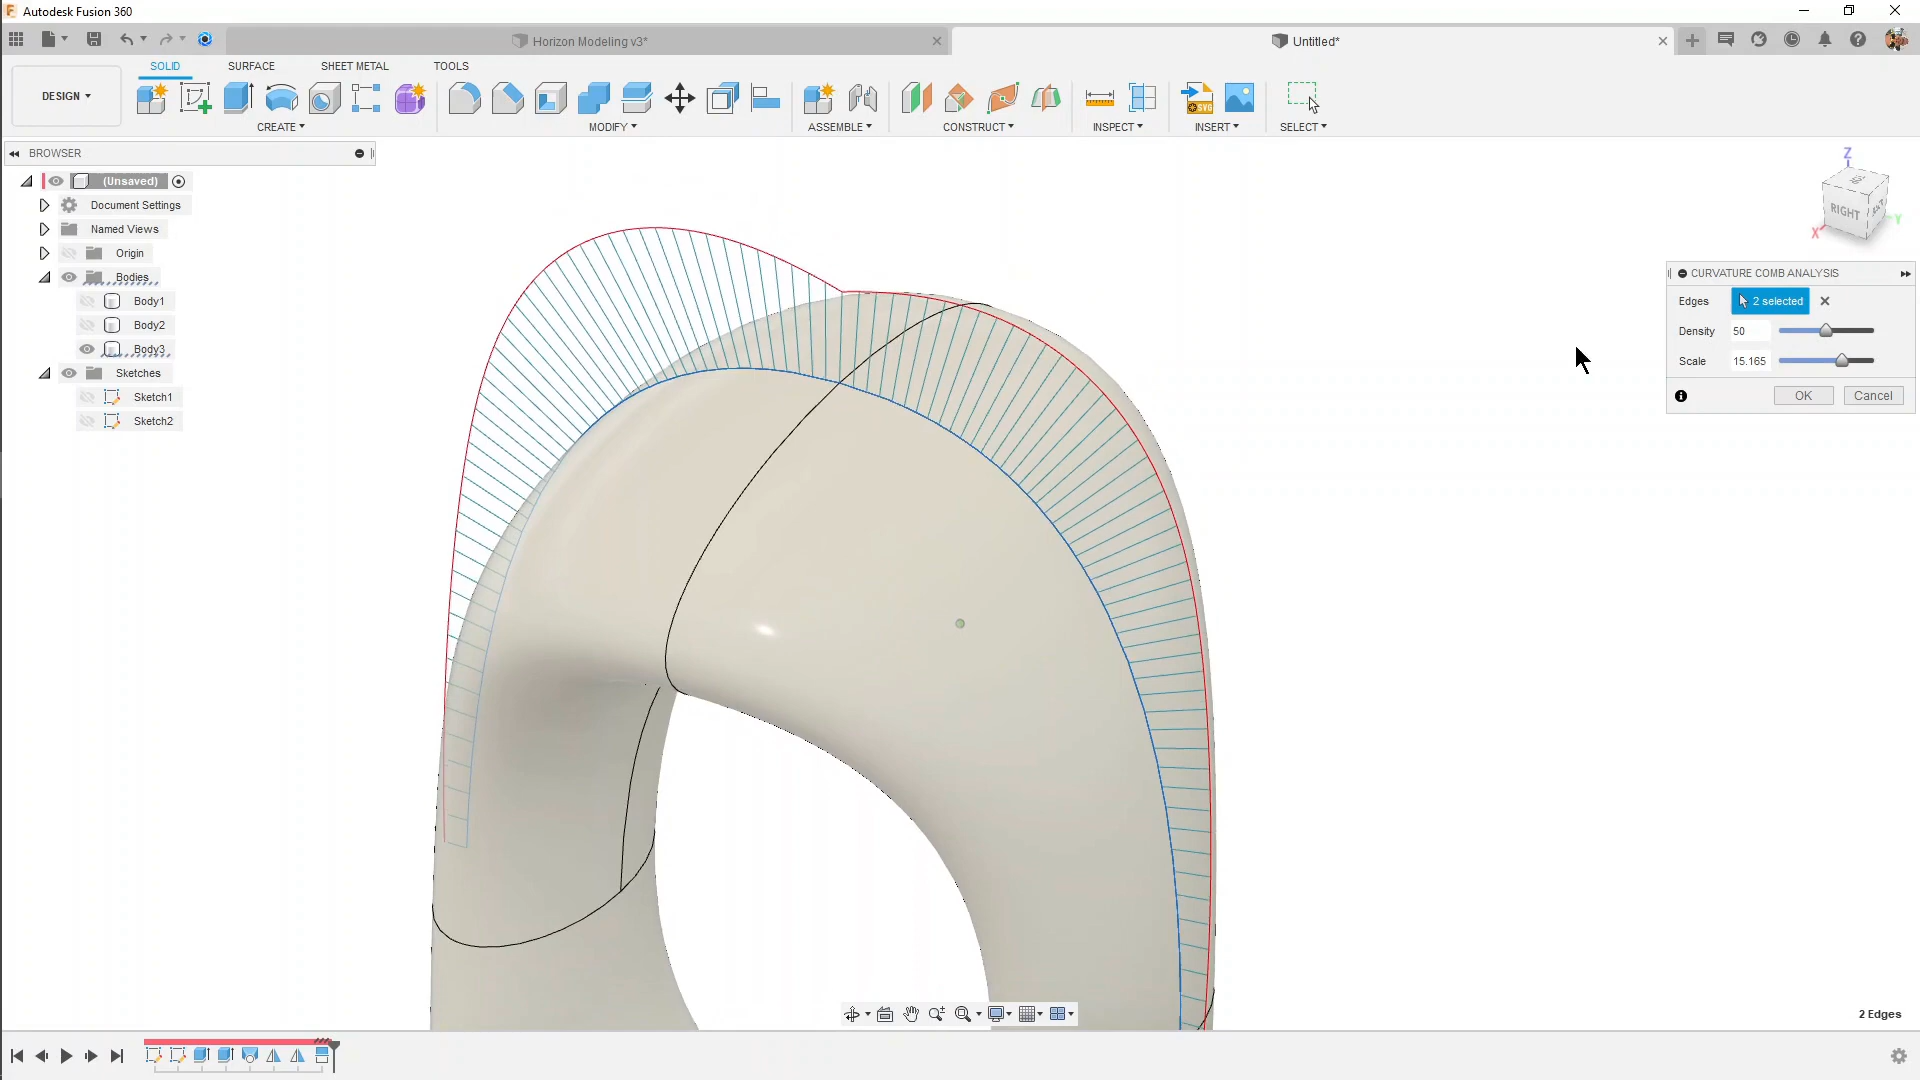 Autodesk Fusion 360
Horizon Modeling v3*
Untitled*
DESIGN
SOLID
SURFACE
SHEET METAL
TOOLS
CREATE
MODIFY
ASSEMBLE
CONSTRUCT
INSPECT
INSERT
SELECT
BROWSER
(Unsaved)
Document Settings
Named Views
Origin
Bodies
Body1
Body2
Body3
Sketches
Sketch1
Sketch2
Z
TOP
RIGHT
X
Y
CURVATURE COMB ANALYSIS
Edges 2 selected
Density 50
Scale 15.165
OK Cancel
2 Edges